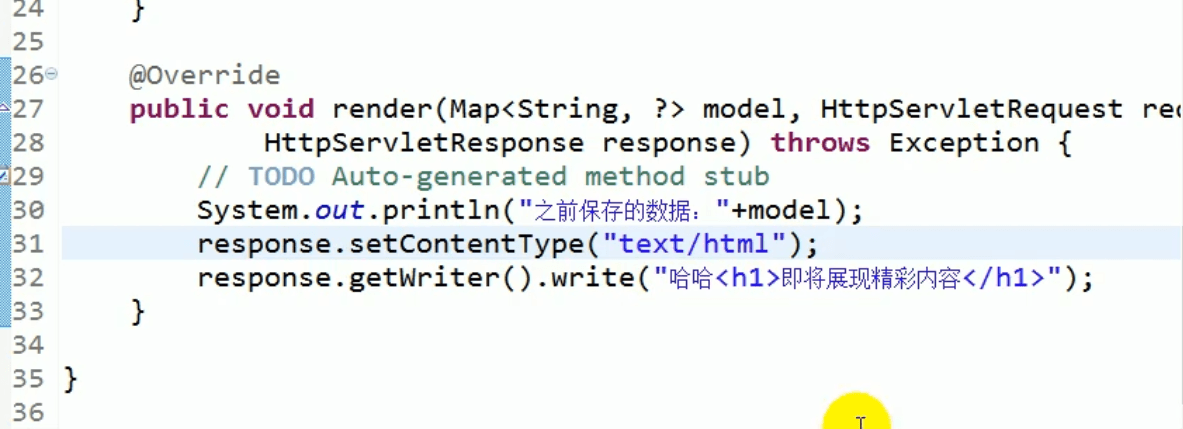 24 }
25
26 @Override
27 public void render(Map<String, ?> model, HttpServletRequest
28 HttpServletResponse response) throws Exception {
29 // TODO Auto-generated method stub
30 System.out.println("之前保存的数据："+model);
31 response.setContentType("text/html");
32 response.getWriter().write("哈哈<h1>即将展现精彩内容</h1>");
33 }
34
35 }
36